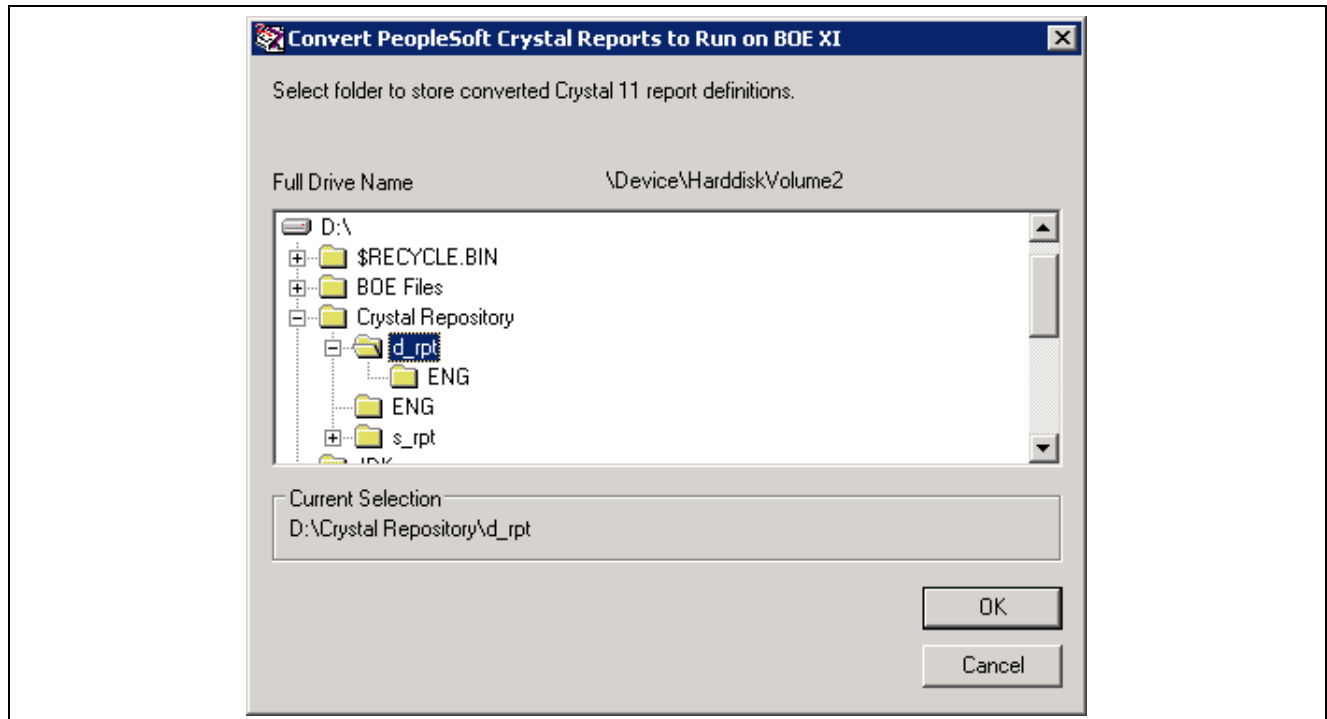 Convert PeopleSoft Crystal Reports to Run on BOE XI
Select folder to store converted Crystal 11 report definitions.
Full Drive Name \Device\HarddiskVolume2
D:\
$RECYCLE.BIN
BOE Files
Crystal Repository
d_rpt
ENG
ENG
s_rpt
Current Selection
D:\Crystal Repository\d_rpt
OK
Cancel